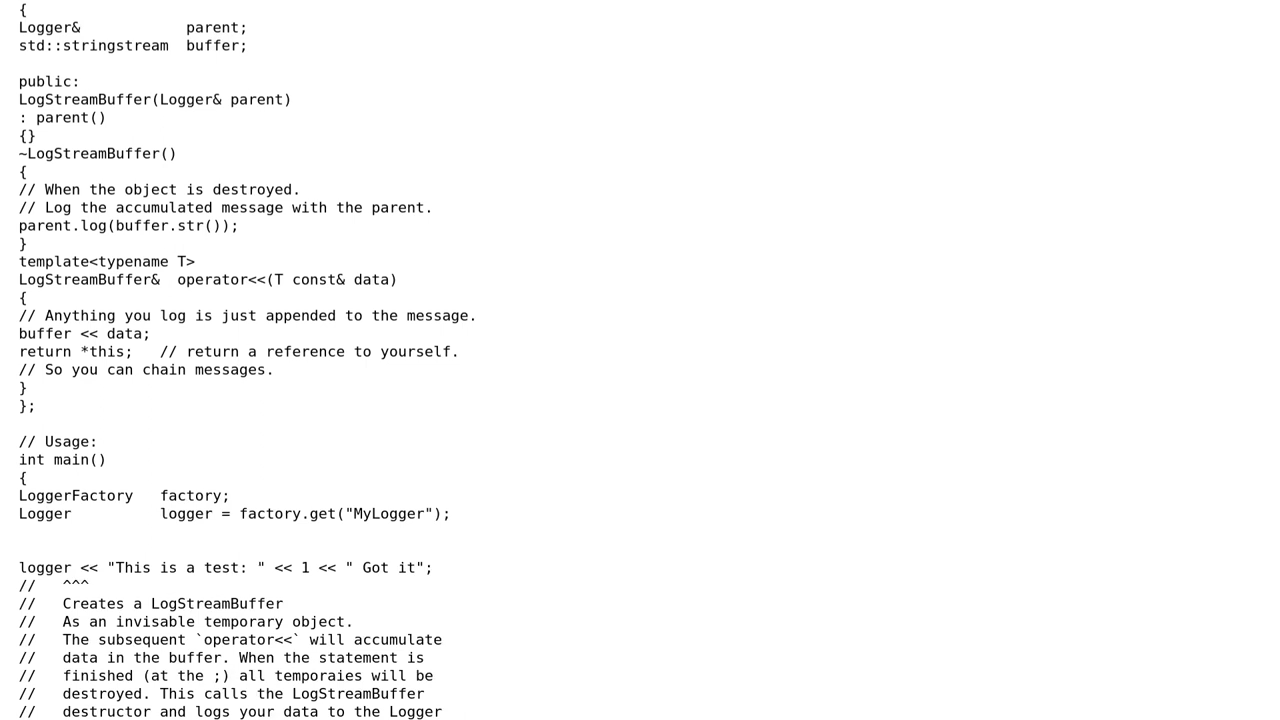 {
Logger&            parent;
std::stringstream  buffer;

public:
LogStreamBuffer(Logger& parent)
: parent()
{}
~LogStreamBuffer()
{
// When the object is destroyed.
// Log the accumulated message with the parent.
parent.log(buffer.str());
}
template<typename T>
LogStreamBuffer&  operator<<(T const& data)
{
// Anything you log is just appended to the message.
buffer << data;
return *this;   // return a reference to yourself.
// So you can chain messages.
}
};

// Usage:
int main()
{
LoggerFactory   factory;
Logger          logger = factory.get("MyLogger");


logger << "This is a test: " << 1 << " Got it";
//   ^^^
//   Creates a LogStreamBuffer
//   As an invisable temporary object.
//   The subsequent `operator<<` will accumulate
//   data in the buffer. When the statement is
//   finished (at the ;) all temporaies will be
//   destroyed. This calls the LogStreamBuffer
//   destructor and logs your data to the Logger